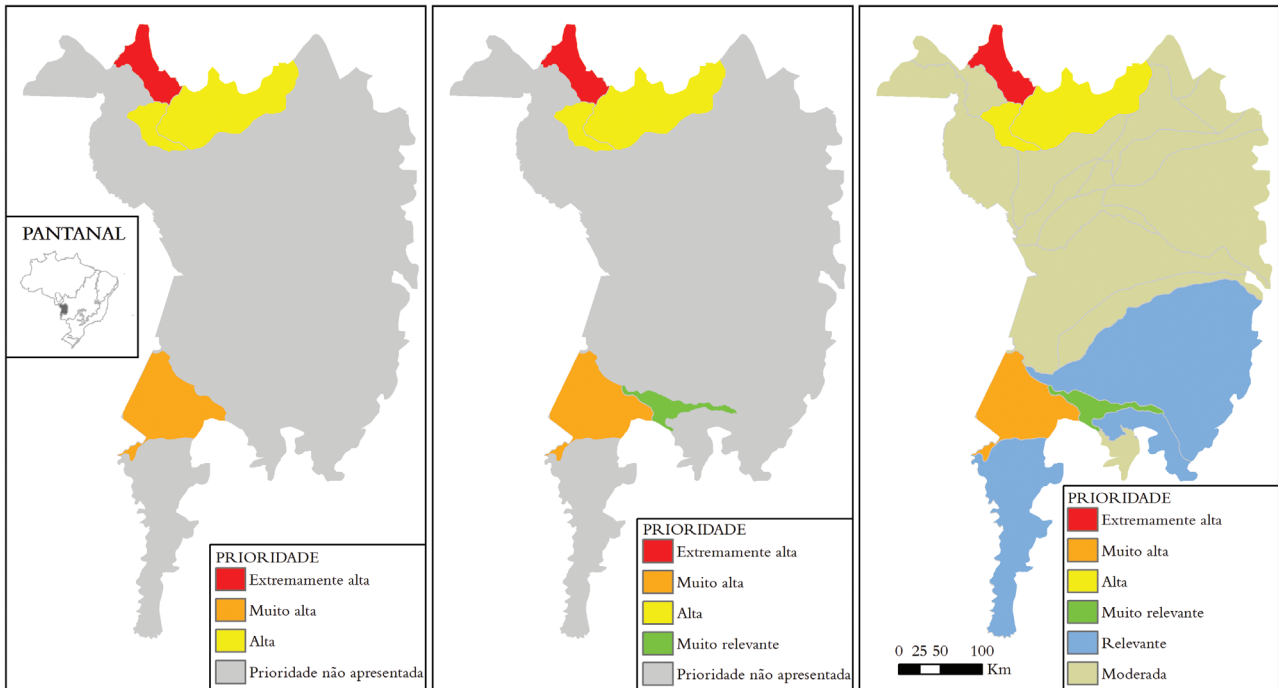 PANTANAL
PRIORIDADE
Extremamente alta
Muito alta
Alta
Prioridade não apresentada
PRIORIDADE
Extremamente alta
Muito alta
Alta
Muito relevante
Prioridade não apresentada
PRIORIDADE
Extremamente alta
Muito alta
Alta
Muito relevante
Relevante
Moderada
0 25 50 100
Km